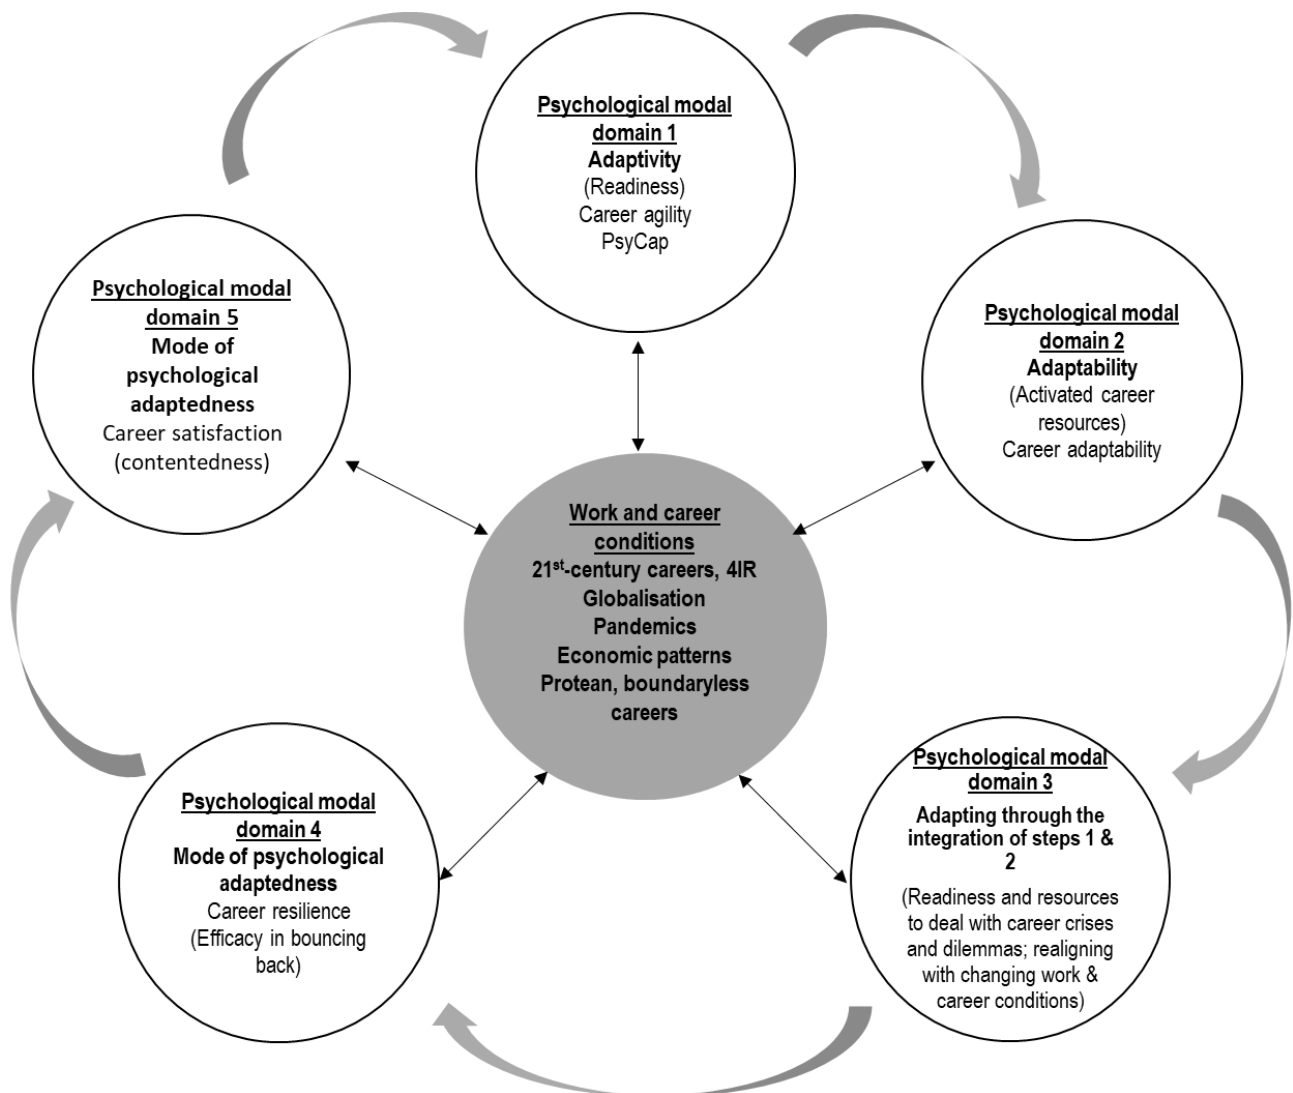 Psychological modal
domain 1
Adaptivity
(Readiness)
Career agility
PsyCap
Psychological modal
domain 2
Adaptability
(Activated career
resources)
Career adaptability
Psychological modal
domain 3
Adapting through the
integration of steps 1 &
2
(Readiness and resources
to deal with career crises
and dilemmas; realigning
with changing work &
career conditions)
Psychological modal
domain 4
Mode of psychological
adaptedness
Career resilience
(Efficacy in bouncing
back)
Psychological modal
domain 5
Mode of
psychological
adaptedness
Career satisfaction
(contentedness)
Work and career
conditions
21st-century careers, 4IR
Globalisation
Pandemics
Economic patterns
Protean, boundaryless
careers